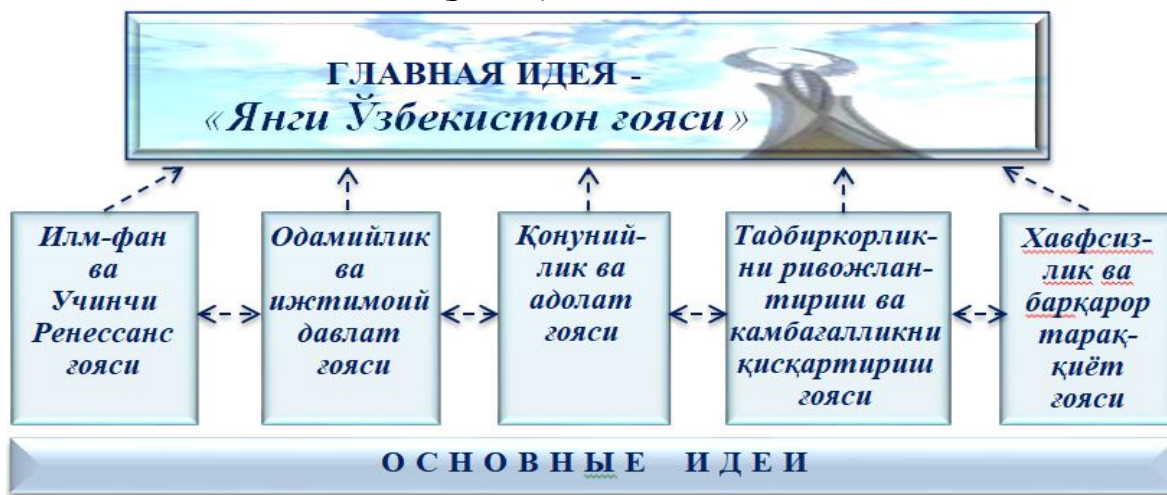 ГЛАВНАЯ ИДЕЯ -
«Янги Ўзбекистон ғояси»
Илм-фан
ва
Учинчи
Ренессанс
ғояси
Одамийлик
ва
ижтимоий
давлат
ғояси
Қонуний-
лик ва
адолат
ғояси
Тадбиркорлик-
ни ривожлан-
тириш ва
камбағалликни
қисқартириш
ғояси
Хавфсиз-
лик ва
барқарор
тарақ-
қиёт
ғояси
ОСНОВНЫЕ ИДЕИ